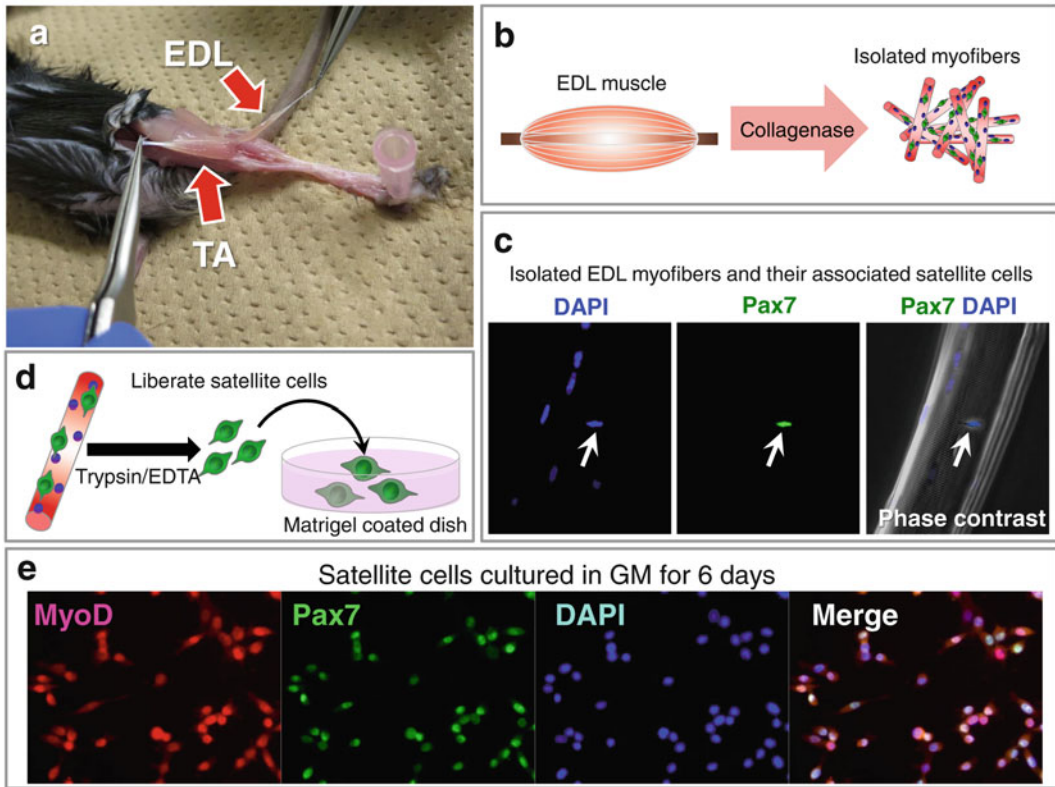 a
EDL
TA
b
EDL muscle
Collagenase
Isolated myofibers
c
Isolated EDL myofibers and their associated satellite cells
DAPI
Pax7
Pax7 DAPI
Phase contrast
d
Liberate satellite cells
Trypsin/EDTA
Matrigel coated dish
e
Satellite cells cultured in GM for 6 days
MyoD
Pax7
DAPI
Merge